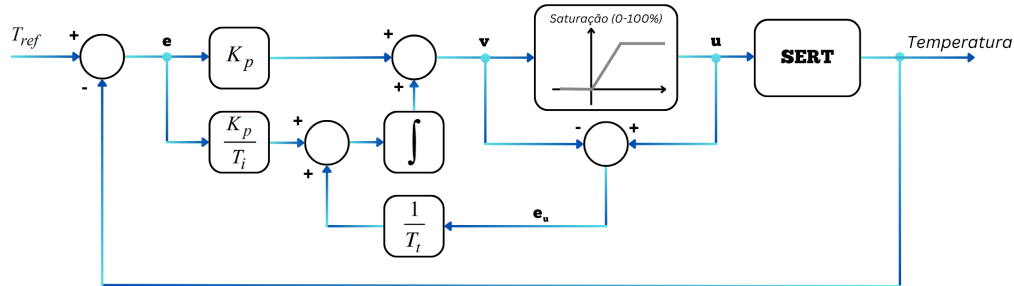 Saturação (0-100%)
T_ref
+
-
e
K_p
+
+
v
u
SERT
Temperatura
K_p
T_i
+
+
∫
-
+
1
T_t
e_u